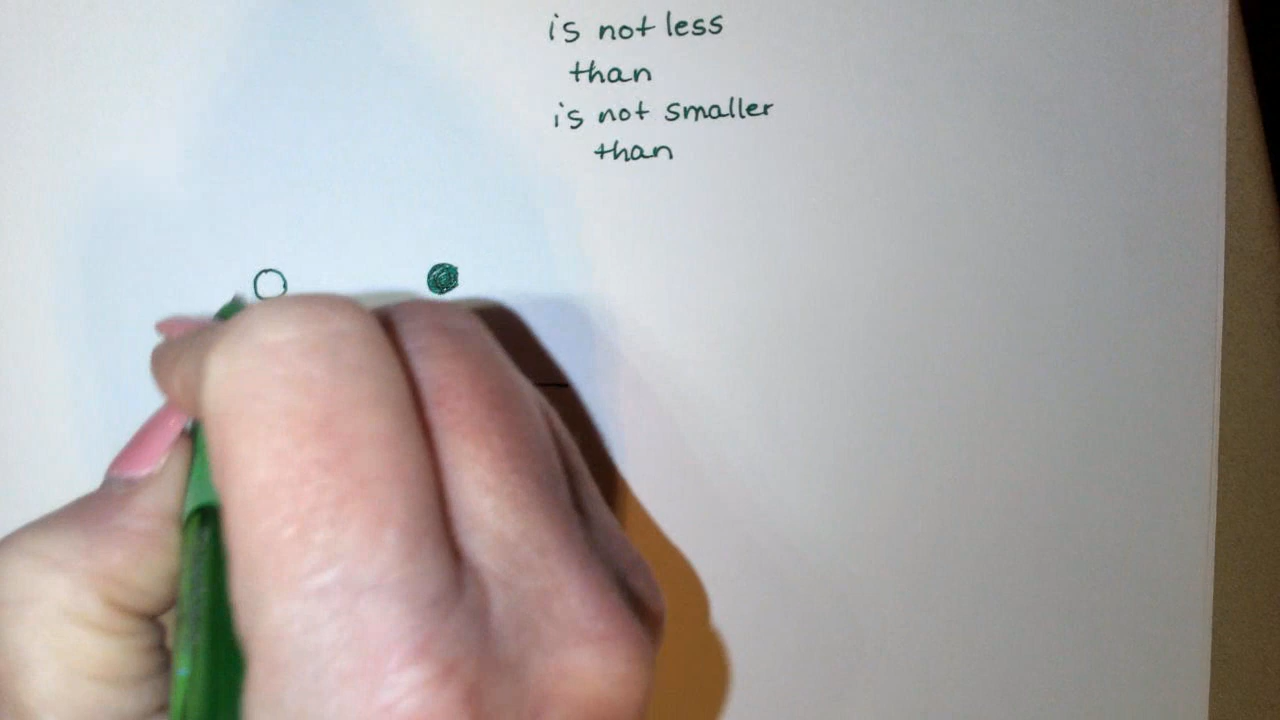 is not less
than
is not smaller
than